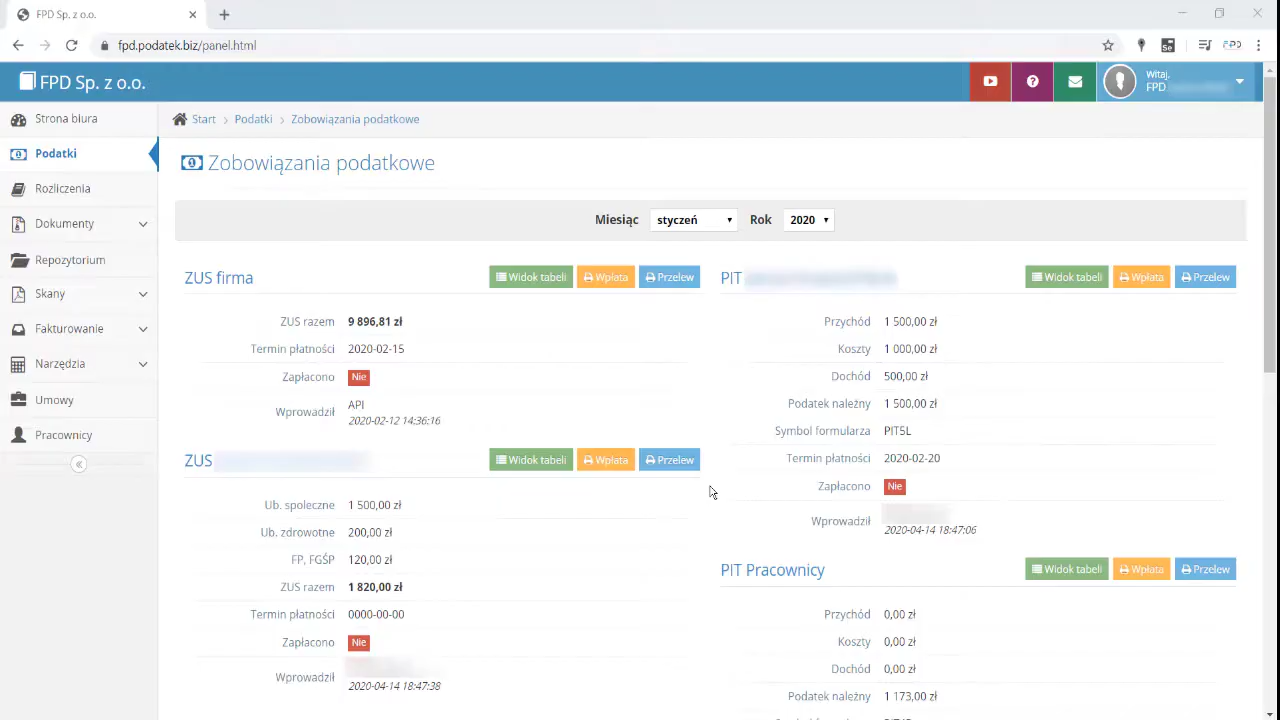 FPD Sp. z o.o.
fpd.podatek.biz/panel.html
FPD Sp. z o.o.
Witaj,
FPD
Strona biura
Podatki
Rozliczenia
Dokumenty
Repozytorium
Skany
Fakturowanie
Narzędzia
Umowy
Pracownicy
Start > Podatki > Zobowiązania podatkowe
Zobowiązania podatkowe
Miesiąc styczeń Rok 2020
ZUS firma Widok tabeli Wpłata Przelew
ZUS razem 9 896,81 zł
Termin płatności 2020-02-15
Zapłacono Nie
Wprowadził API
2020-02-12 14:36:16
ZUS Widok tabeli Wpłata Przelew
Ub. społeczne 1 500,00 zł
Ub. zdrowotne 200,00 zł
FP, FGŚP 120,00 zł
ZUS razem 1 820,00 zł
Termin płatności 0000-00-00
Zapłacono Nie
Wprowadził
2020-04-14 18:47:38
PIT Widok tabeli Wpłata Przelew
Przychód 1 500,00 zł
Koszty 1 000,00 zł
Dochód 500,00 zł
Podatek należny 1 500,00 zł
Symbol formularza PIT5L
Termin płatności 2020-02-20
Zapłacono Nie
Wprowadził
2020-04-14 18:47:06
PIT Pracownicy Widok tabeli Wpłata Przelew
Przychód 0,00 zł
Koszty 0,00 zł
Dochód 0,00 zł
Podatek należny 1 173,00 zł